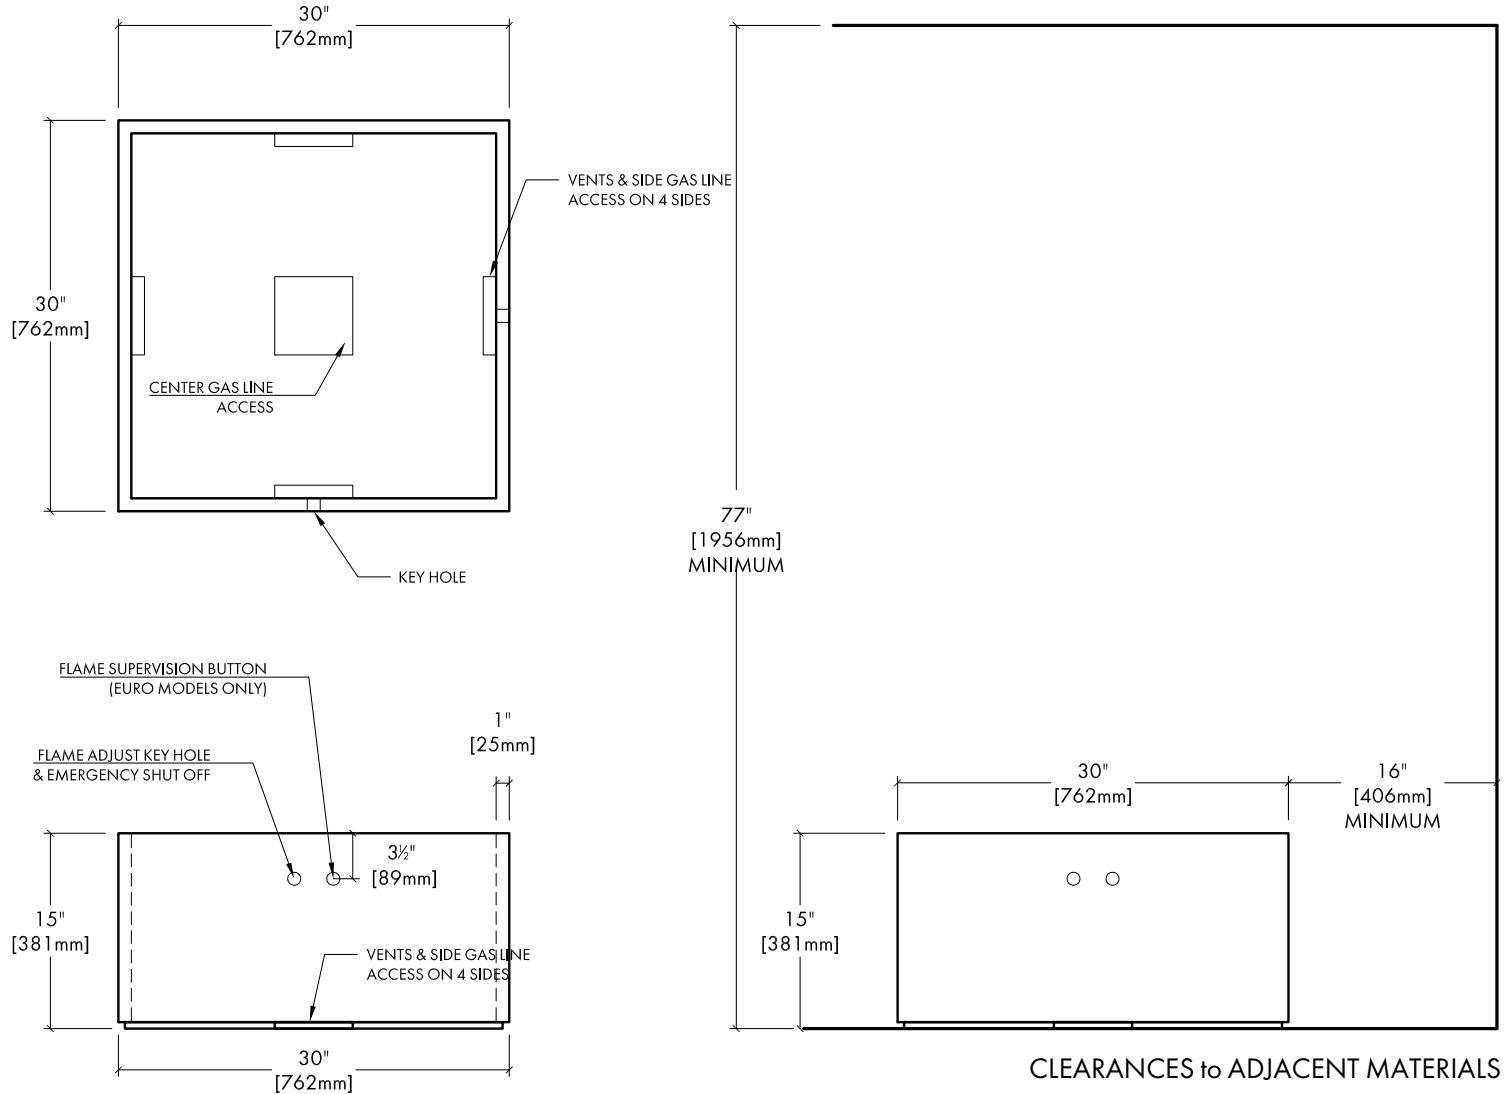 30"
[762mm]
VENTS & SIDE GAS LINE
ACCESS ON 4 SIDES
30"
[762mm]
CENTER GAS LINE
ACCESS
KEY HOLE
FLAME SUPERVISION BUTTON
(EURO MODELS ONLY)
1"
[25mm]
FLAME ADJUST KEY HOLE
& EMERGENCY SHUT OFF
3½"
[89mm]
15"
[381mm]
VENTS & SIDE GAS LINE
ACCESS ON 4 SIDES
30"
[762mm]
77"
[1956mm]
MINIMUM
30"
[762mm]
16"
[406mm]
MINIMUM
15"
[381mm]
CLEARANCES to ADJACENT MATERIALS